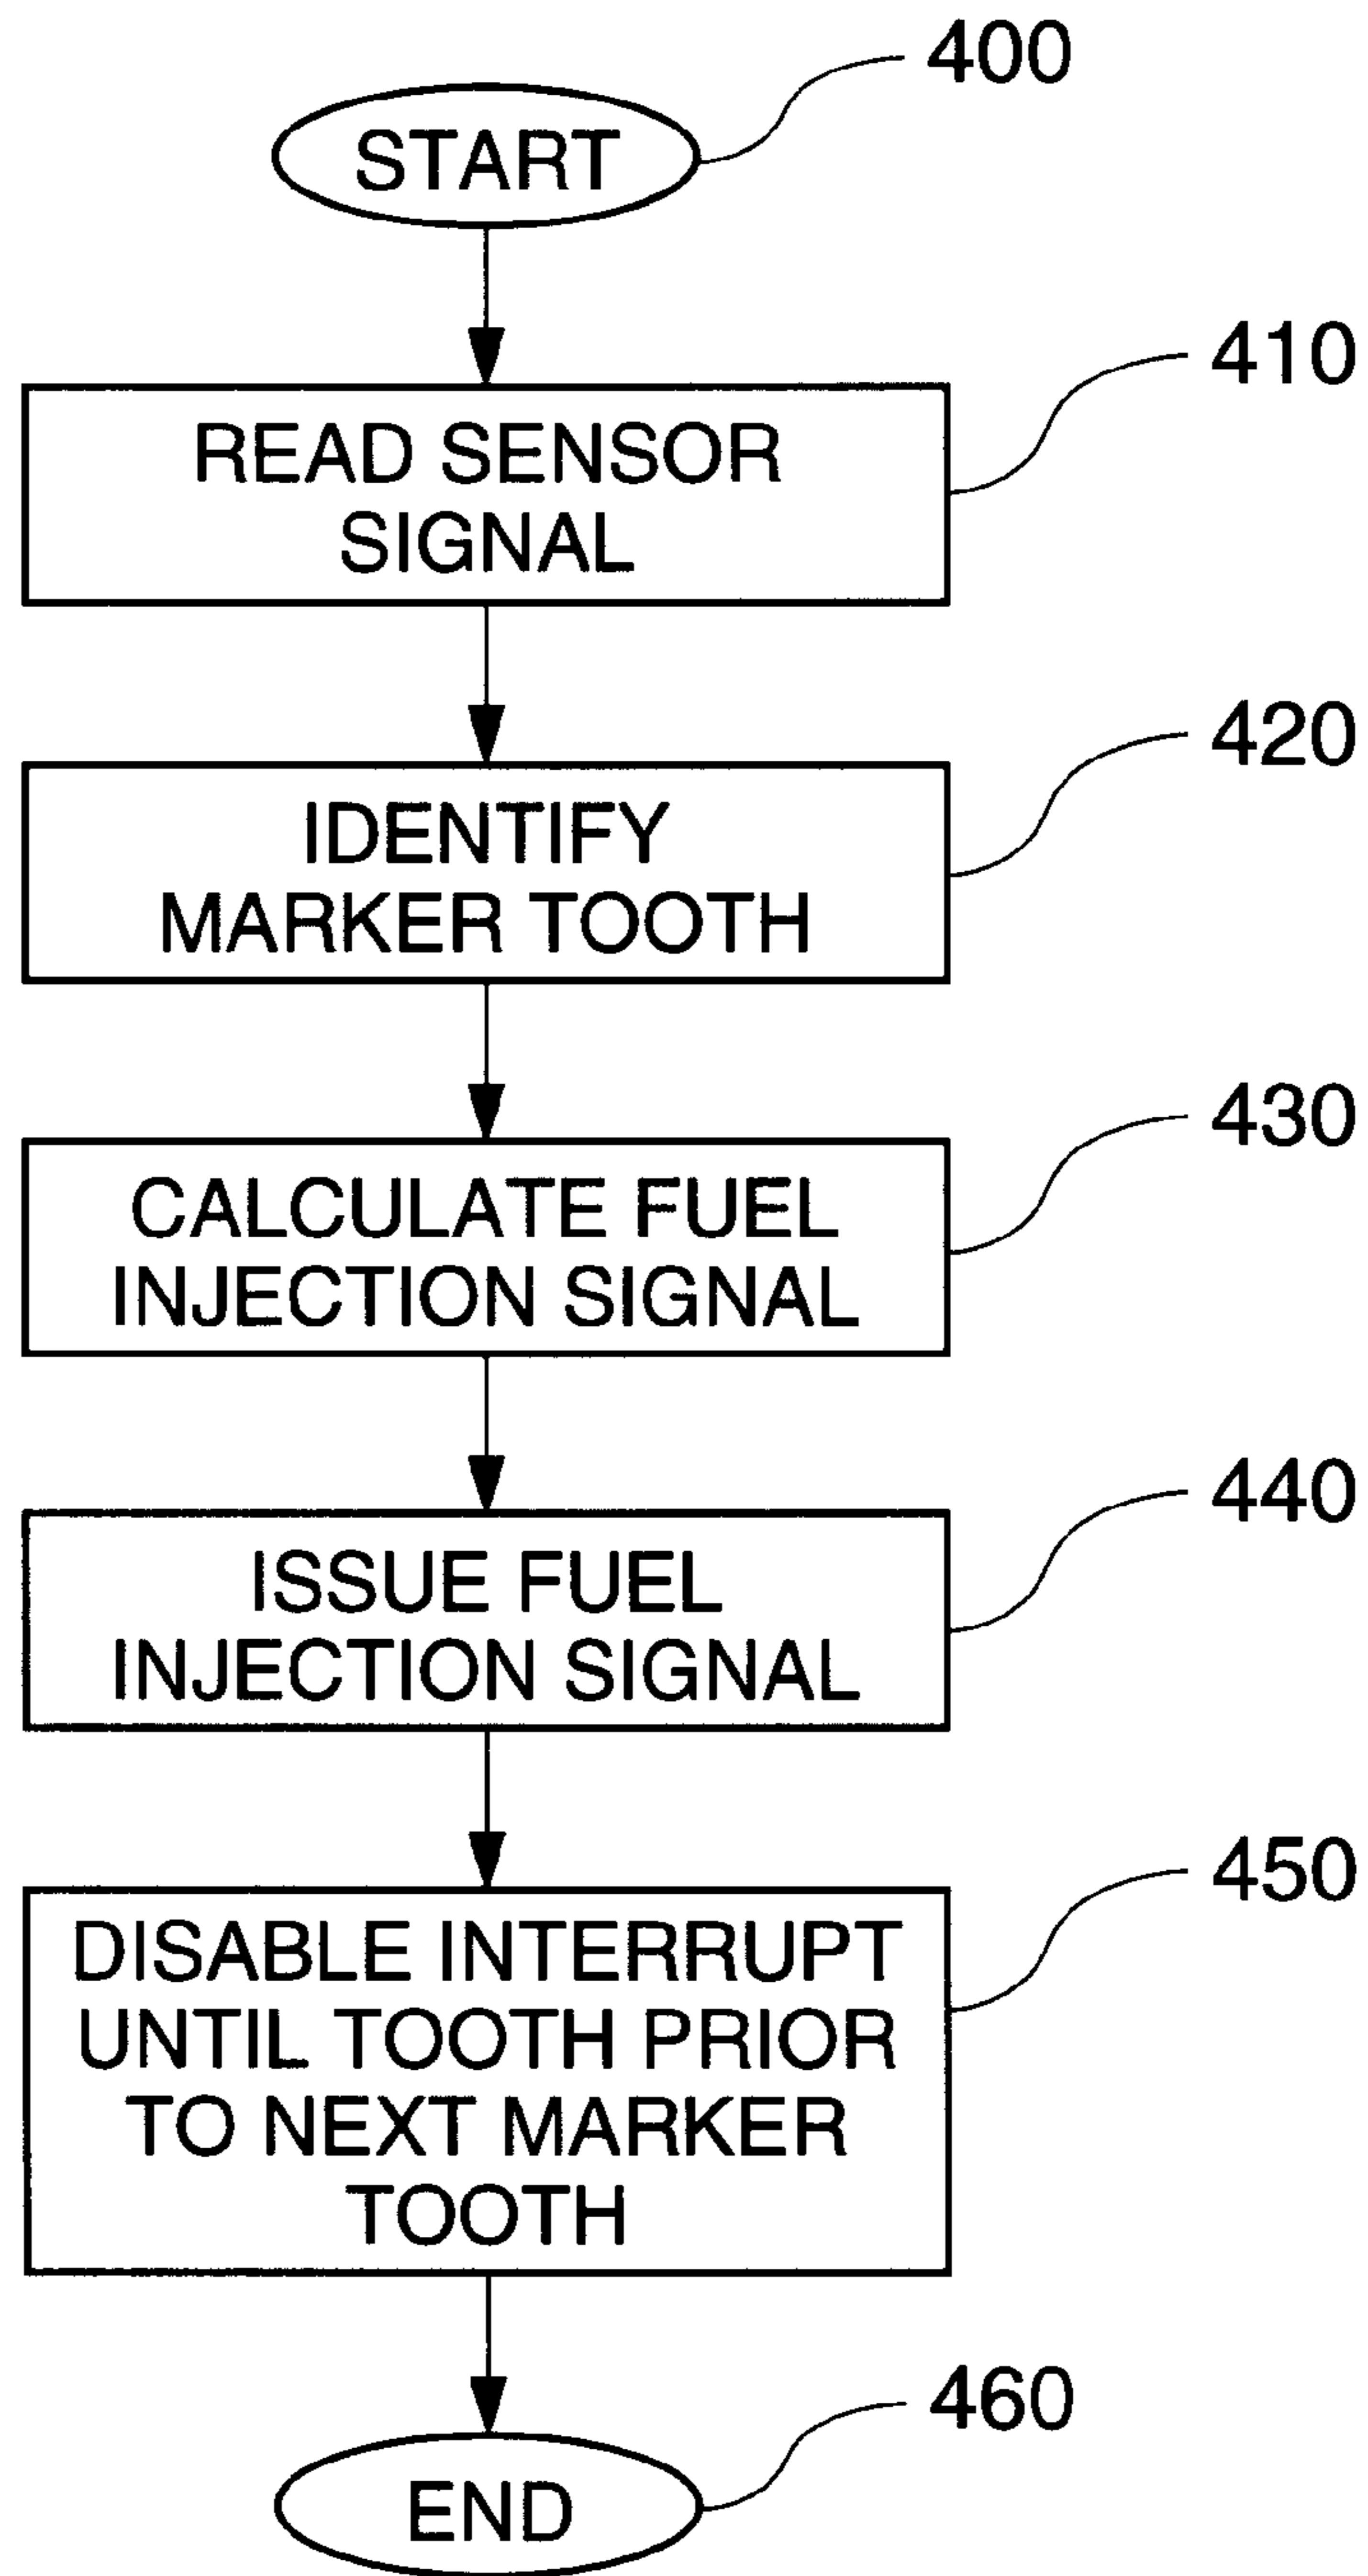 400
START
410
READ SENSOR
SIGNAL
420
IDENTIFY
MARKER TOOTH
430
CALCULATE FUEL
INJECTION SIGNAL
440
ISSUE FUEL
INJECTION SIGNAL
450
DISABLE INTERRUPT
UNTIL TOOTH PRIOR
TO NEXT MARKER
TOOTH
460
END